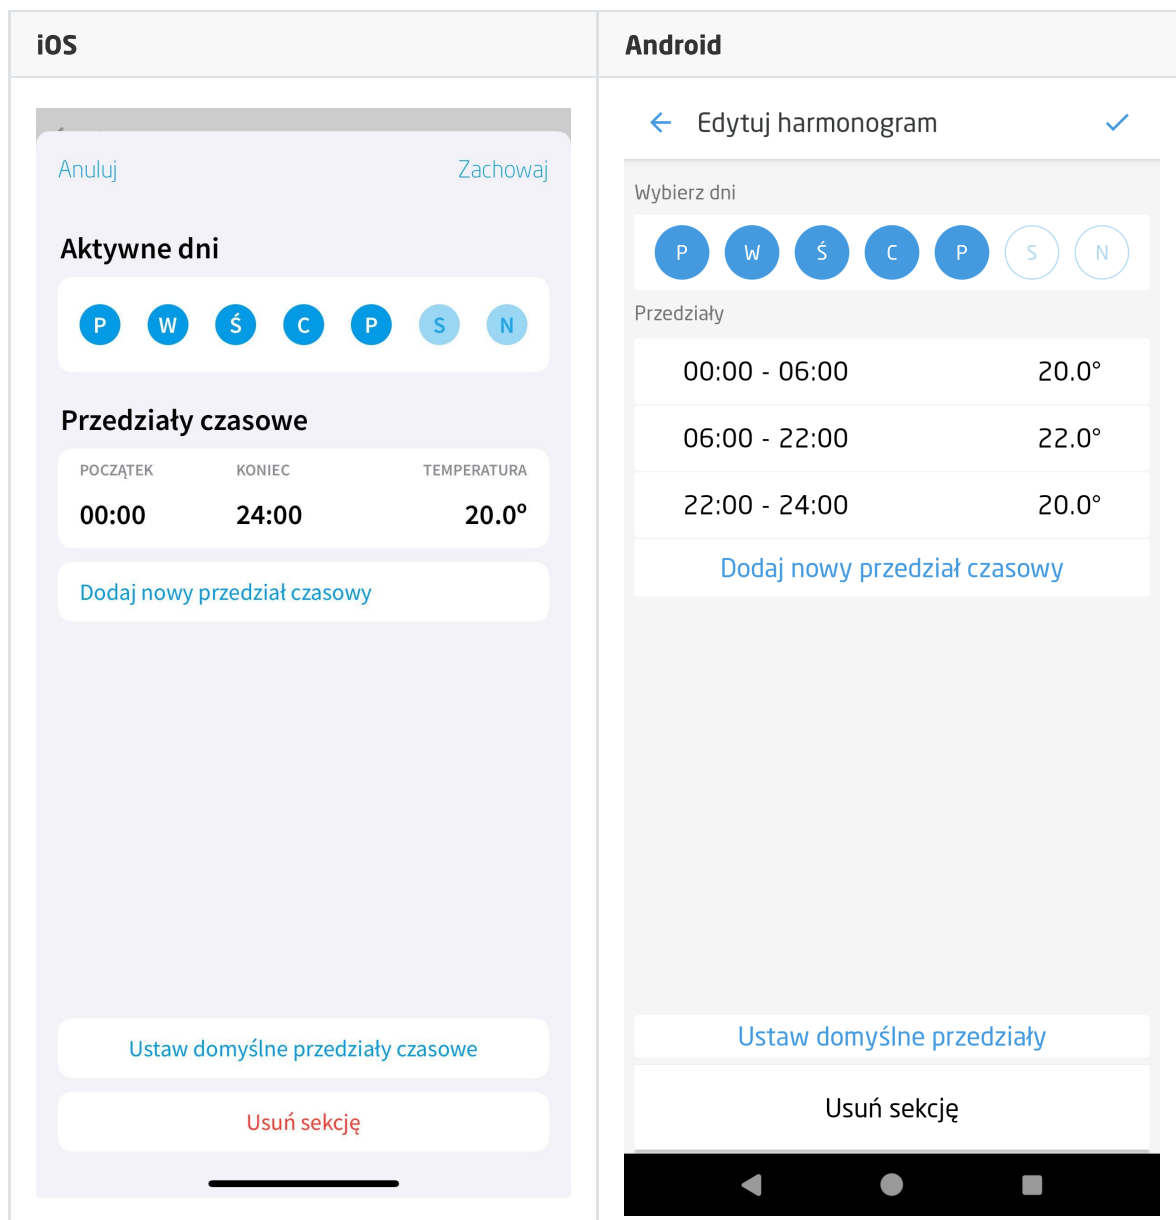 iOS
Android
Anuluj
Zachowaj
Aktywne dni
P W Ś C P S N
Przedziały czasowe
POCZĄTEK KONIEC TEMPERATURA
00:00 24:00 20.0º
Dodaj nowy przedział czasowy
Ustaw domyślne przedziały czasowe
Usuń sekcję
Edytuj harmonogram
Wybierz dni
P W Ś C P S N
Przedziały
00:00 - 06:00 20.0°
06:00 - 22:00 22.0°
22:00 - 24:00 20.0°
Dodaj nowy przedział czasowy
Ustaw domyślne przedziały
Usuń sekcję